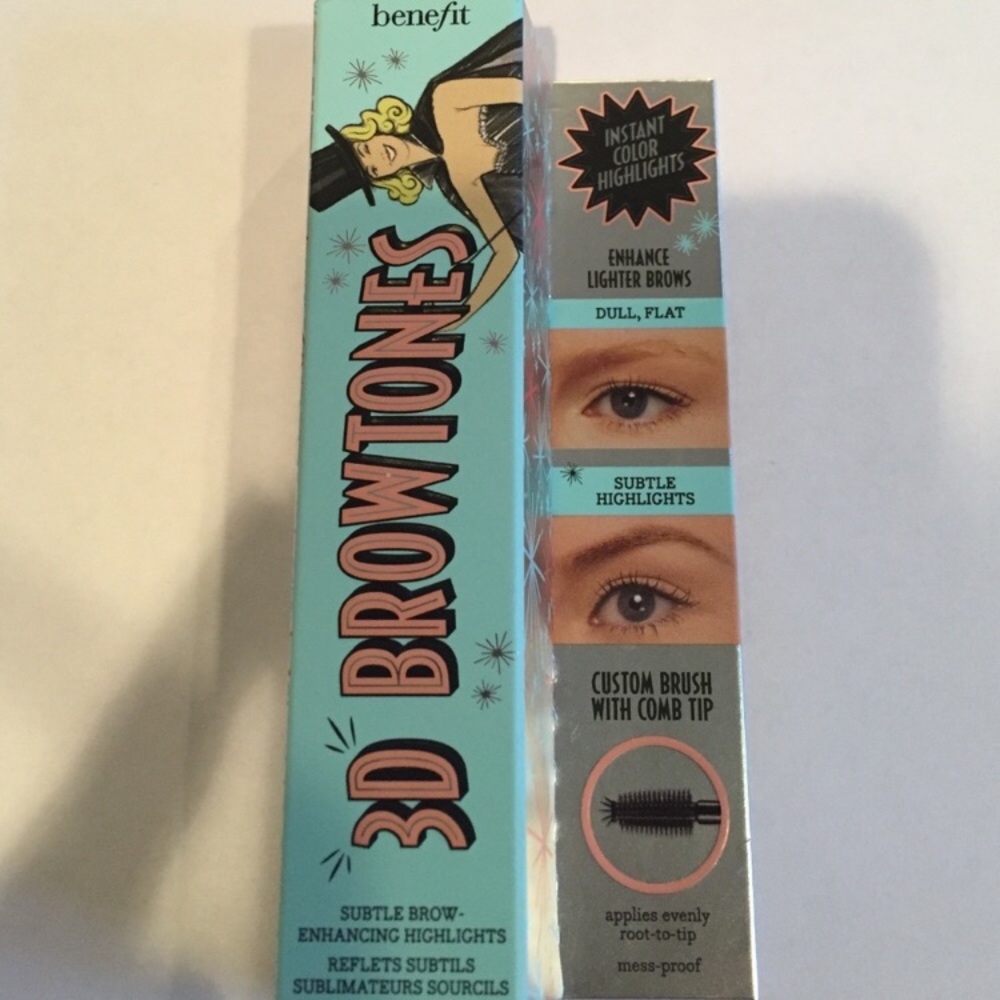 benefit
3D BROWTONES
SUBTLE BROW-
ENHANCING HIGHLIGHTS
REFLETS SUBTILS
SUBLIMATEURS SOURCILS
INSTANT
COLOR
HIGHLIGHTS
ENHANCE
LIGHTER BROWS
DULL, FLAT
SUBTLE
HIGHLIGHTS
CUSTOM BRUSH
WITH COMB TIP
applies evenly
root-to-tip
mess-proof